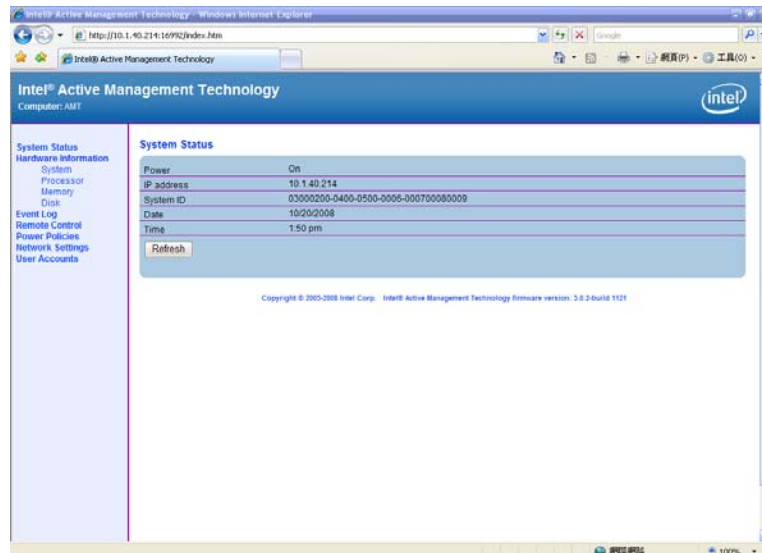 Intel® Active Management Technology - Windows Internet Explorer
http://10.1.40.214:16992/index.htm
Google
Intel® Active Management Technology
網頁(P)
工具(O)
Intel® Active Management Technology
Computer: AMT
intel
System Status
Hardware Information
System
Processor
Memory
Disk
Event Log
Remote Control
Power Policies
Network Settings
User Accounts
System Status
Power On
IP address 10.1.40.214
System ID 03000200-0400-0500-0006-000700080009
Date 10/20/2008
Time 1:50 pm
Refresh
Copyright © 2005-2008 Intel Corp. Intel® Active Management Technology firmware version: 5.0.2-build 1121
100%